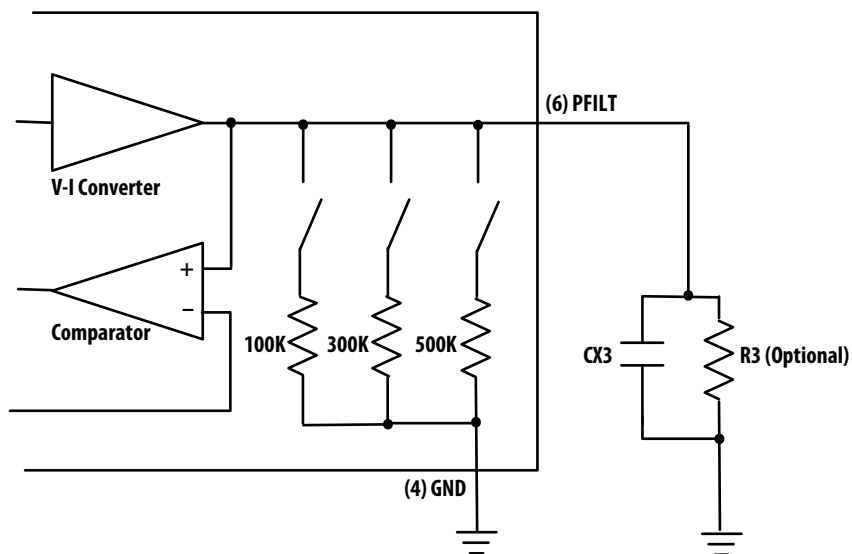 (6) PFILT
V-I Converter
+
–
Comparator
100K
300K
500K
CX3
R3 (Optional)
(4) GND